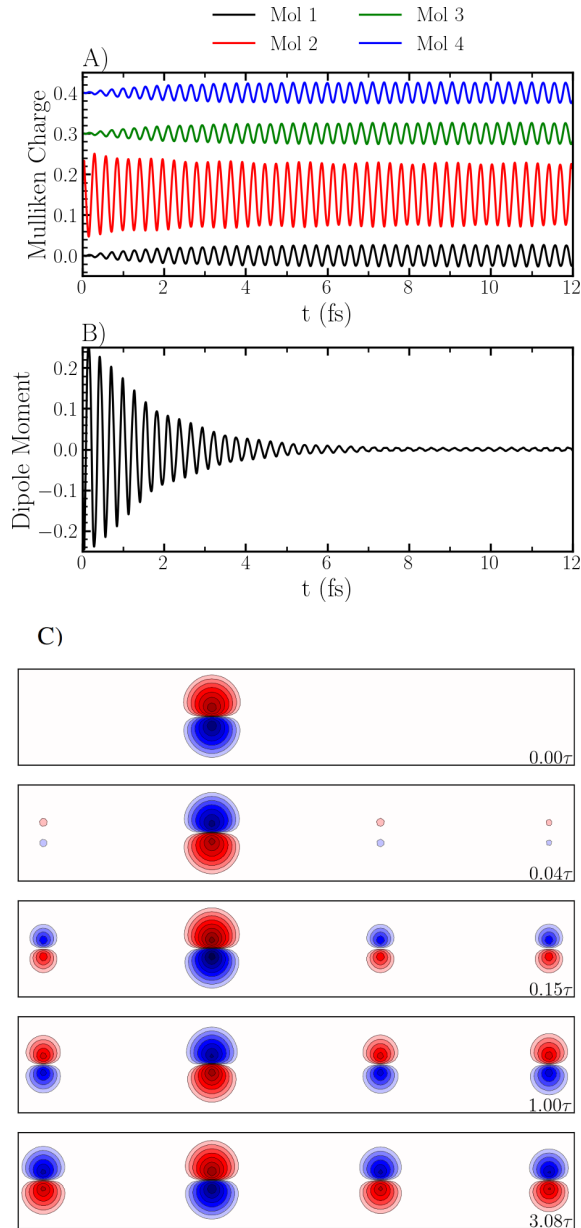 Mol 1 Mol 3
Mol 2 Mol 4
A)
0.4
0.3
0.2
0.1
0.0
Mulliken Charge
0 2 4 6 8 10 12
t (fs)
B)
0.2
0.1
0.0
−0.1
−0.2
Dipole Moment
0 2 4 6 8 10 12
t (fs)
C)
0.00τ
0.04τ
0.15τ
1.00τ
3.08τ